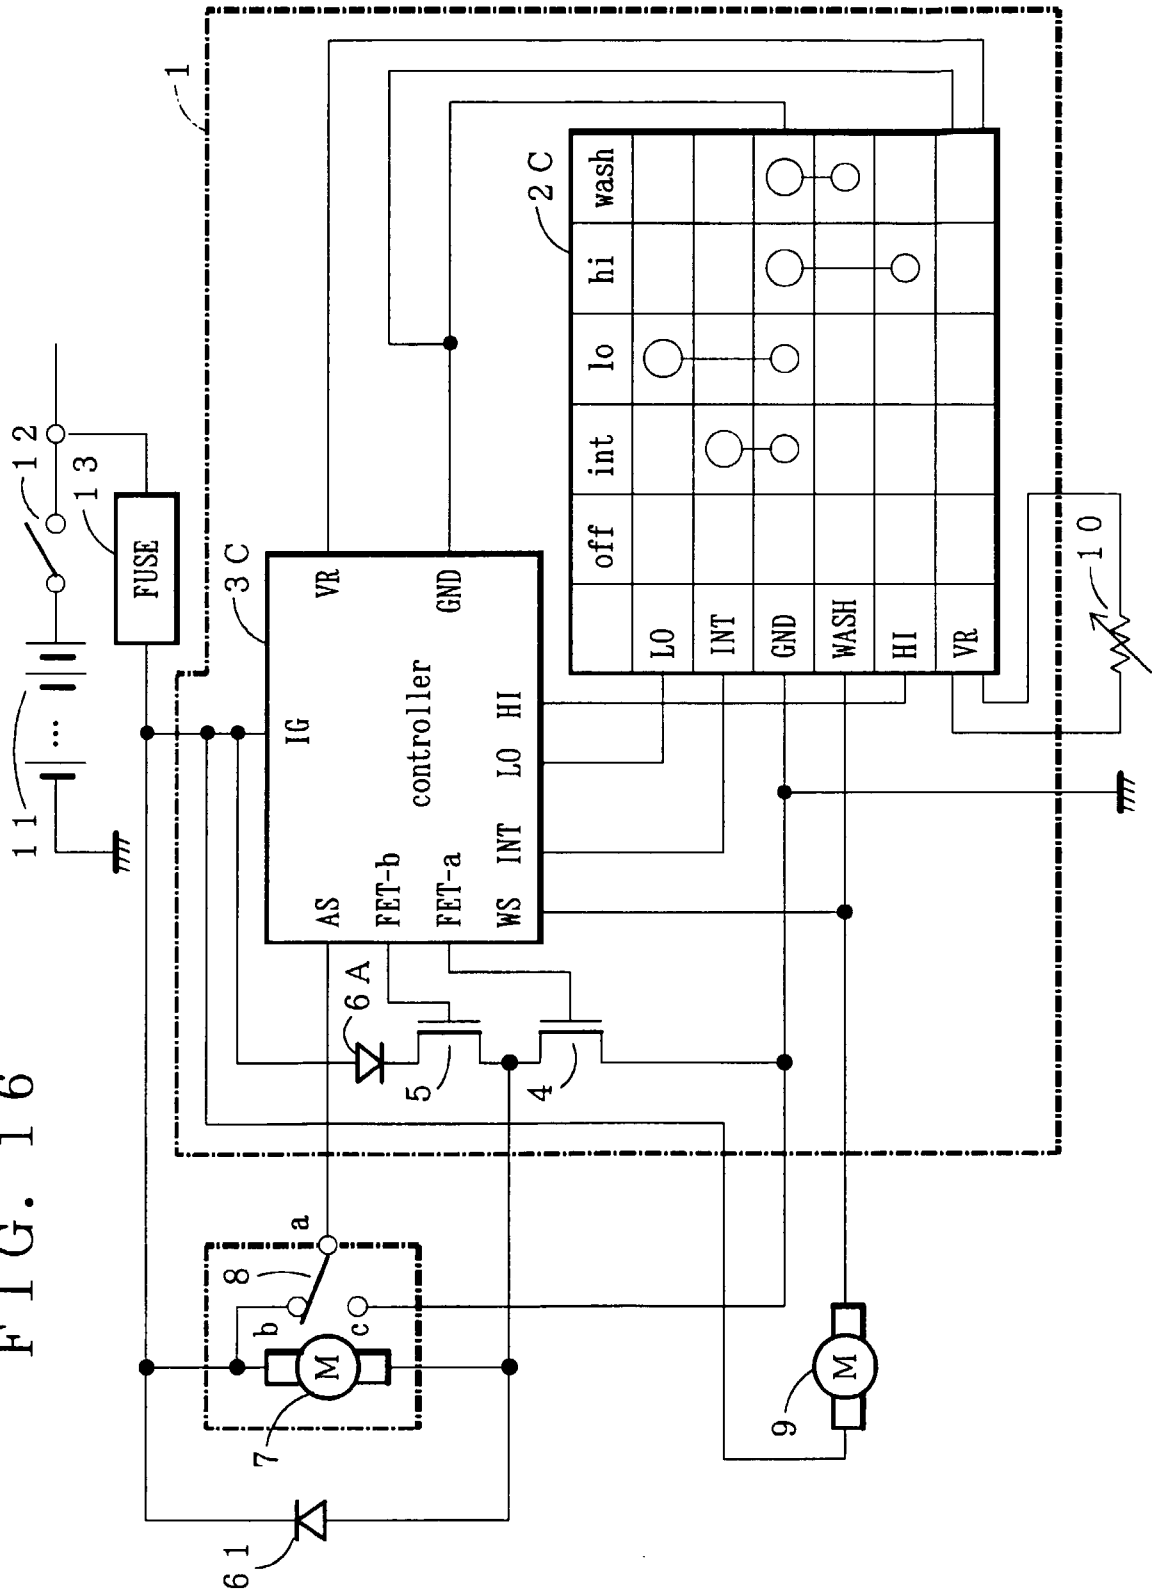 FIG. 16
11
12
13
FUSE
1
61
7
M
8
a
b
c
6A
5
4
3C
IG
AS
FET-b
FET-a
controller
VR
GND
WS
INT
LO
HI
2C
off
int
lo
hi
wash
LO
INT
GND
WASH
HI
VR
9
M
10